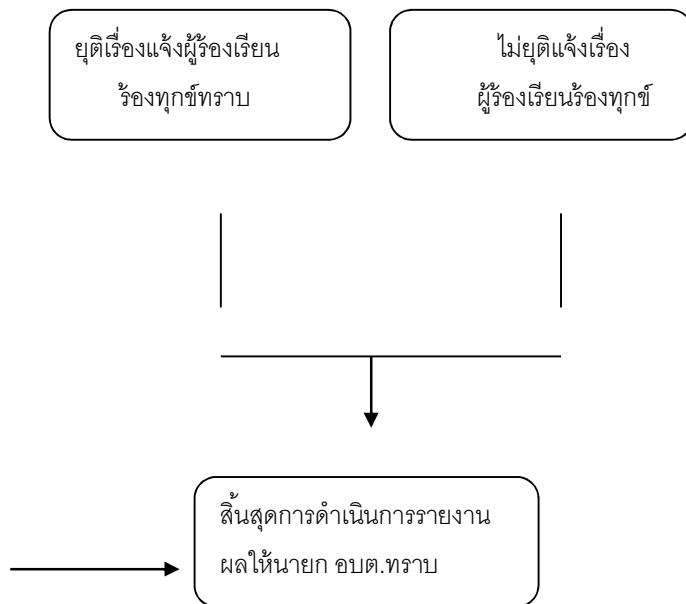 ยุติเรื่องแจ้งผู้ร้องเรียน
ร้องทุกข์ทราบ
ไม่ยุติแจ้งเรื่อง
ผู้ร้องเรียนร้องทุกข์
สิ้นสุดการดำเนินการรายงาน
ผลให้นายก อบต.ทราบ